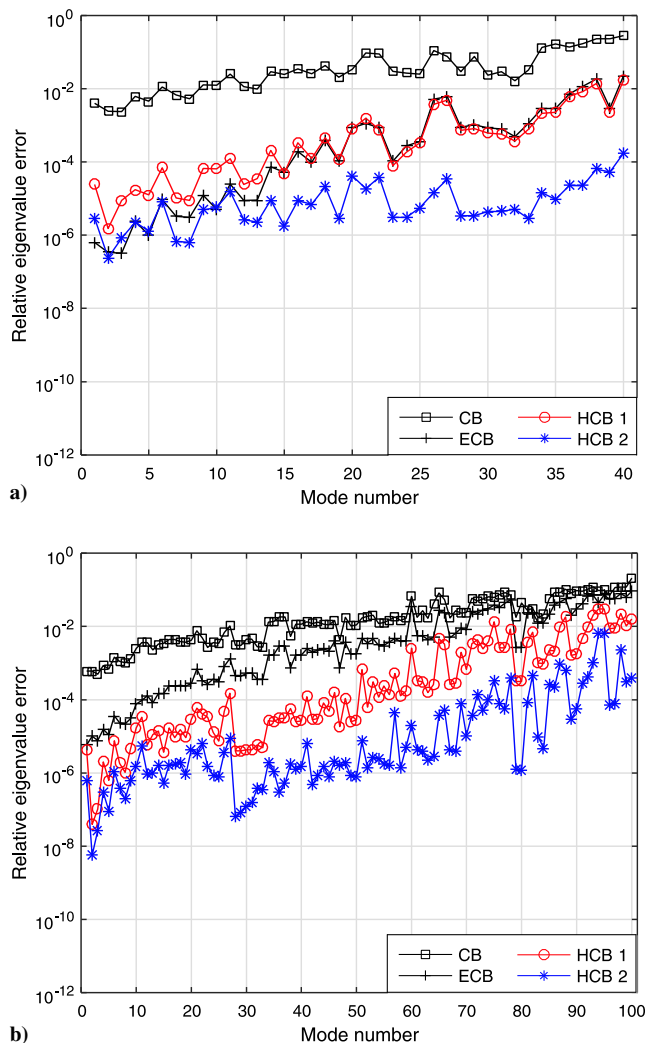 10^0
10^-2
10^-4
10^-6
10^-8
10^-10
10^-12
Relative eigenvalue error
CB
ECB
HCB 1
HCB 2
0 5 10 15 20 25 30 35 40
Mode number
a)
10^0
10^-2
10^-4
10^-6
10^-8
10^-10
10^-12
Relative eigenvalue error
CB
ECB
HCB 1
HCB 2
0 10 20 30 40 50 60 70 80 90 100
Mode number
b)